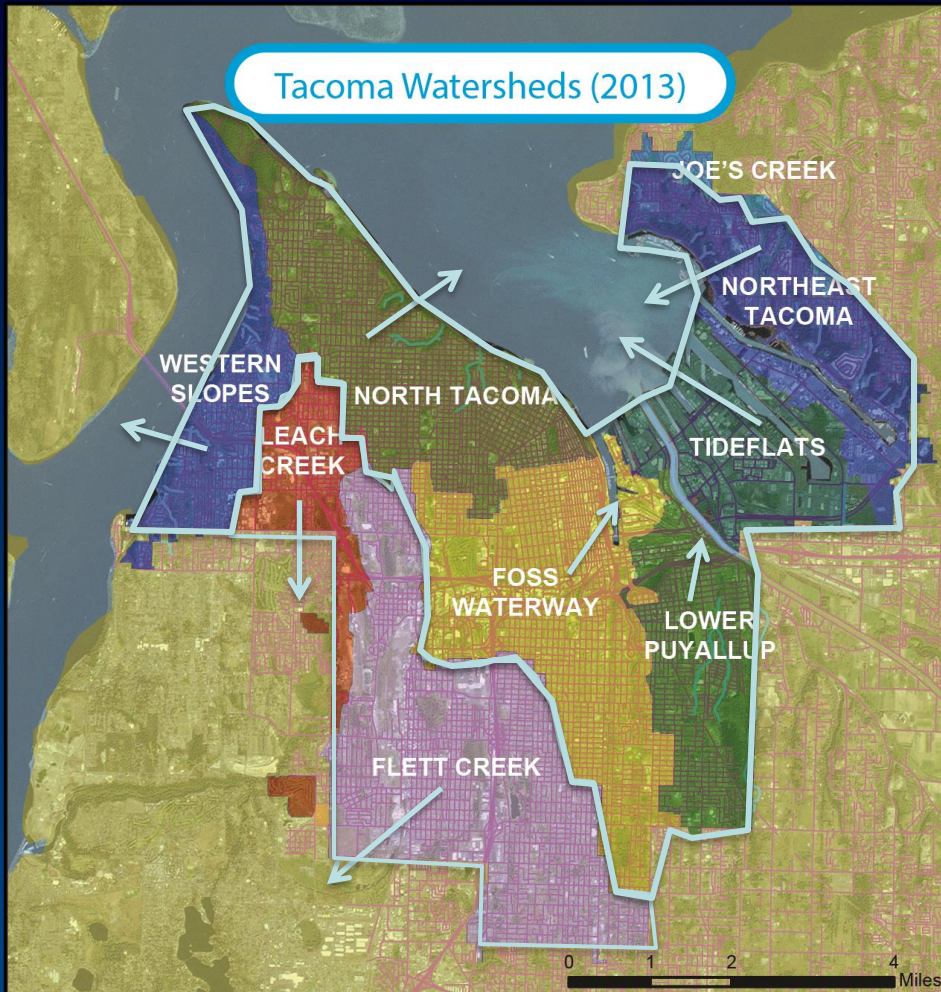 Tacoma Watersheds (2013)
JOE'S CREEK
NORTHEAST
TACOMA
WESTERN
SLOPES
NORTH TACOMA
LEACH
CREEK
TIDEFLATS
FOSS
WATERWAY
LOWER
PUYALLUP
FLETT CREEK
0 1 2 4
Miles